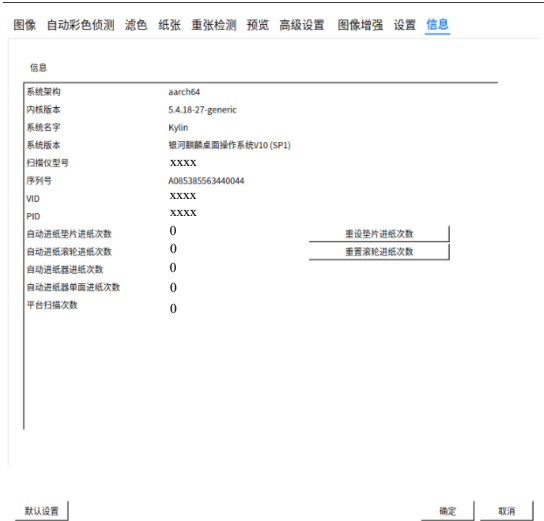 图像 自动彩色侦测 滤色 纸张 重张检测 预览 高级设置 图像增强 设置 信息
信息
系统架构 aarch64
内核版本 5.4.18-27-generic
系统名字 Kylin
系统版本 银河麒麟桌面操作系统V10 (SP1)
扫描仪型号 xxxx
序列号 A085385563440044
VID xxxx
PID xxxx
自动进纸垫片进纸次数 0 重设垫片进纸次数
自动进纸滚轮进纸次数 0 重置滚轮进纸次数
自动进纸器进纸次数 0
自动进纸器单面进纸次数 0
平台扫描次数 0
默认设置 确定 取消